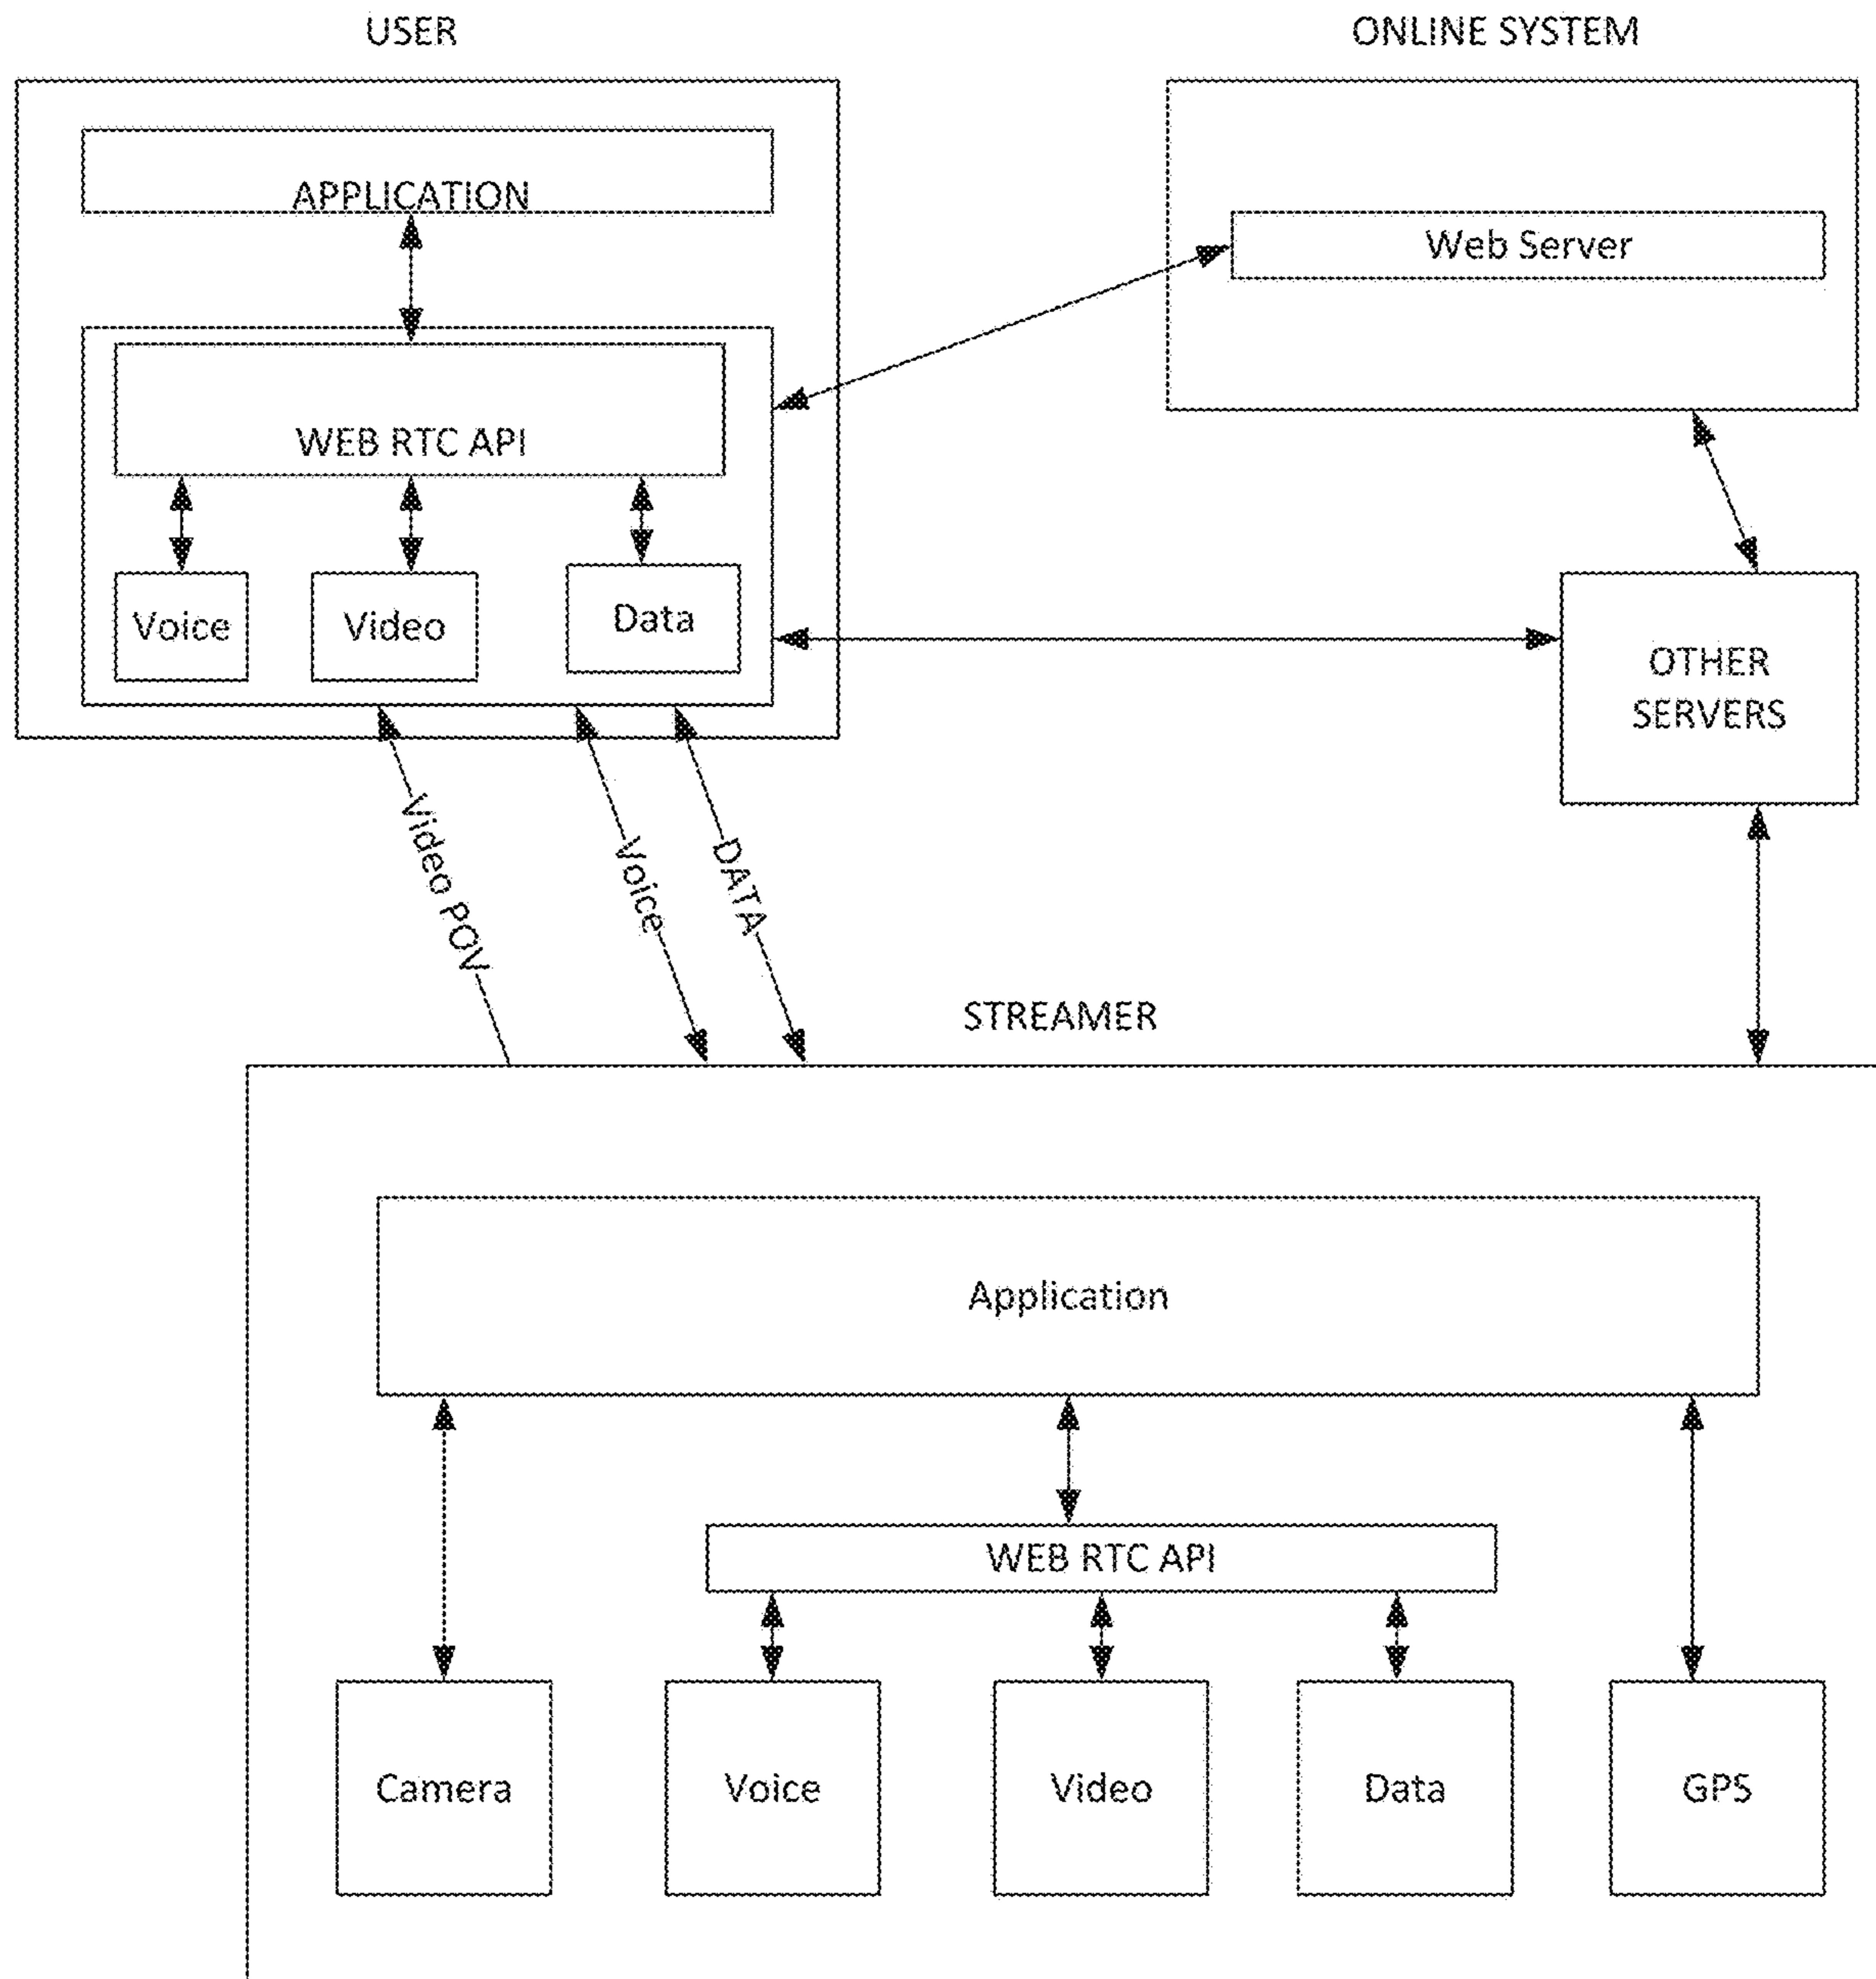 USER
ONLINE SYSTEM
APPLICATION
Web Server
WEB RTC API
Voice
Video
Data
OTHER
SERVERS
Video POV
Voice
DATA
STREAMER
Application
WEB RTC API
Camera
Voice
Video
Data
GPS